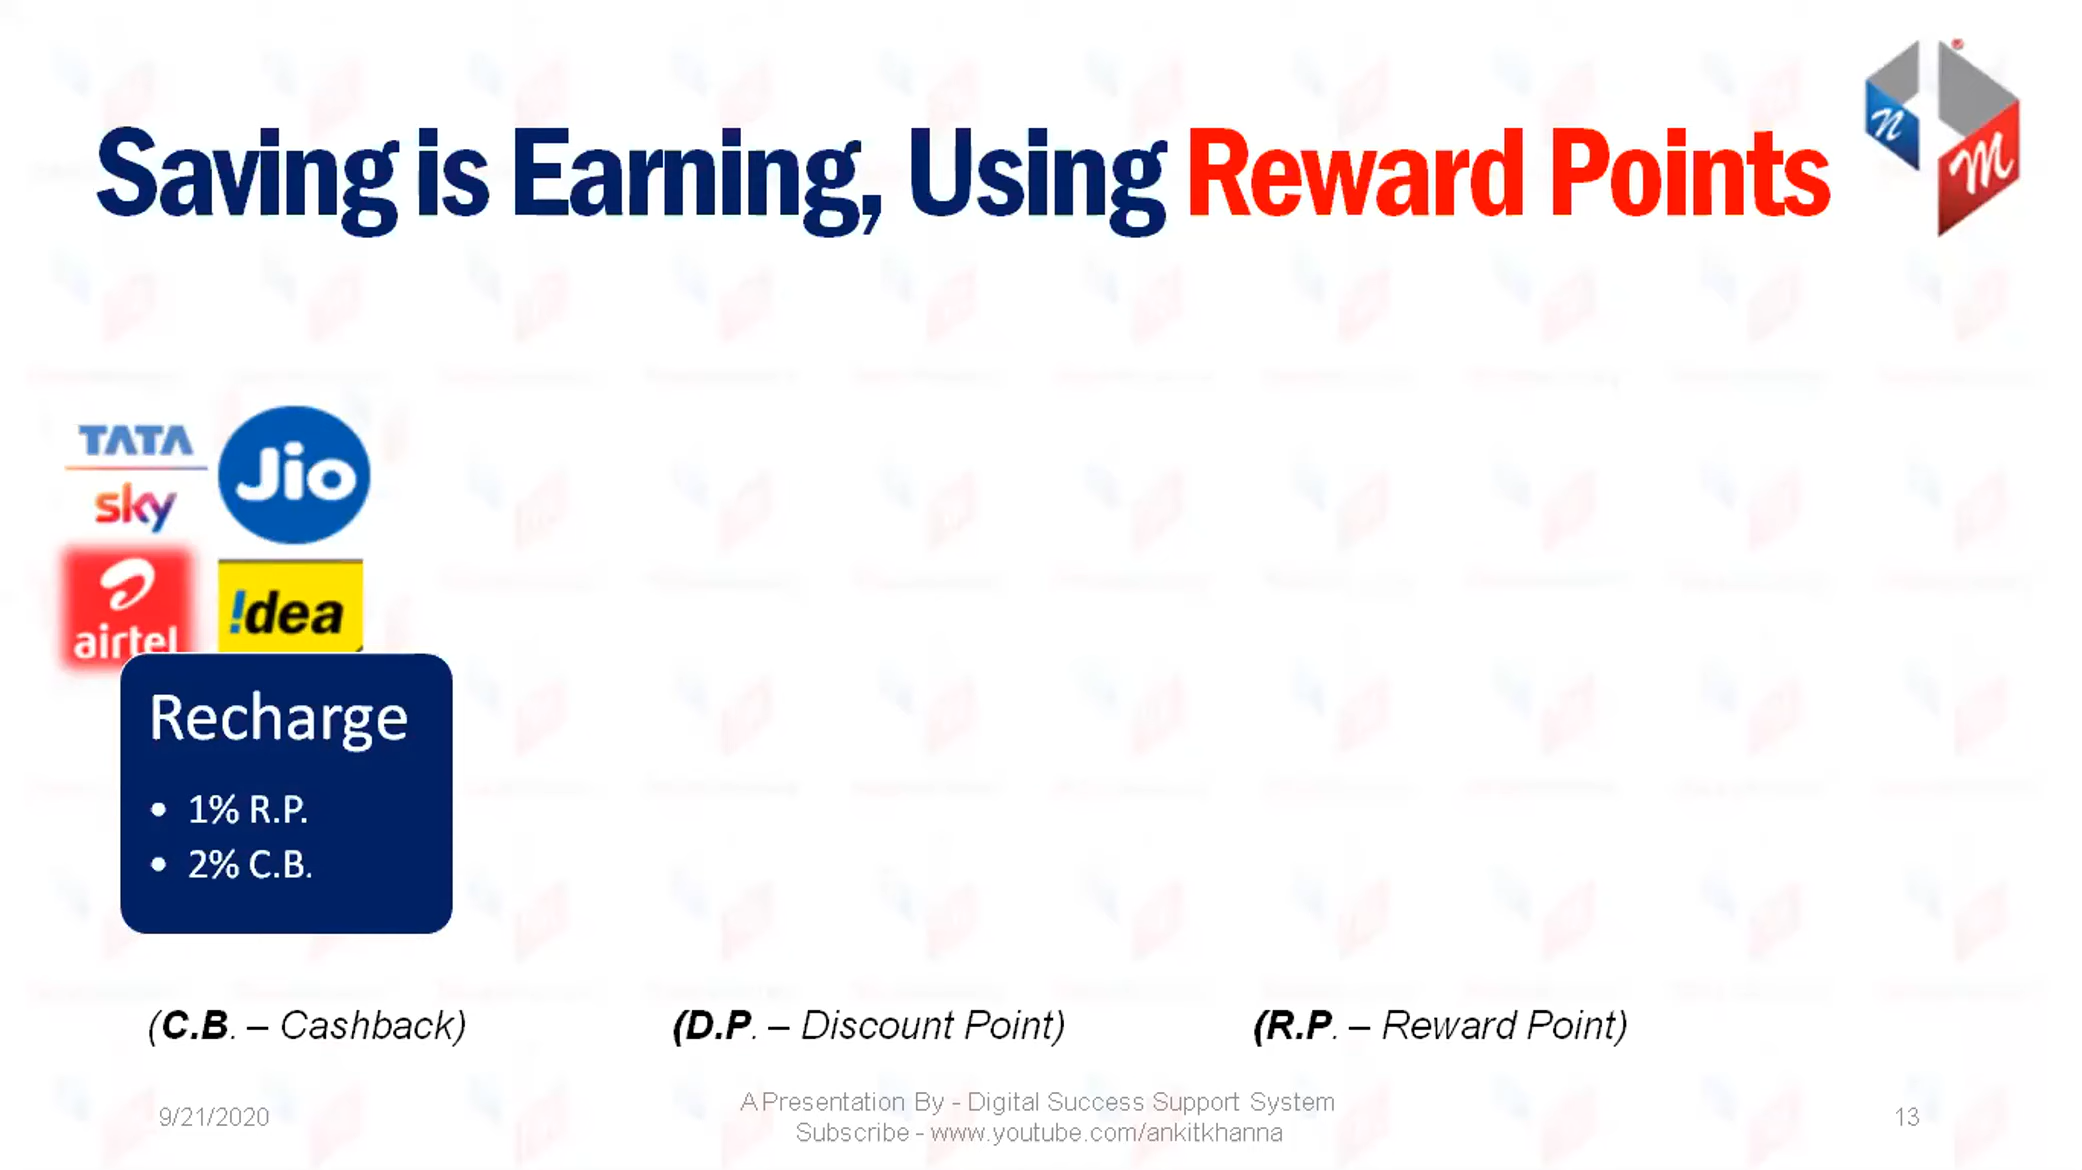 Saving is Earning, Using Reward Points
n
M
TATA
sky
Jio
airtel
!dea
Recharge
• 1% R.P.
• 2% C.B.
(C.B. – Cashback)
(D.P. – Discount Point)
(R.P. – Reward Point)
9/21/2020
A Presentation By - Digital Success Support System
Subscribe - www.youtube.com/ankitkhanna
13